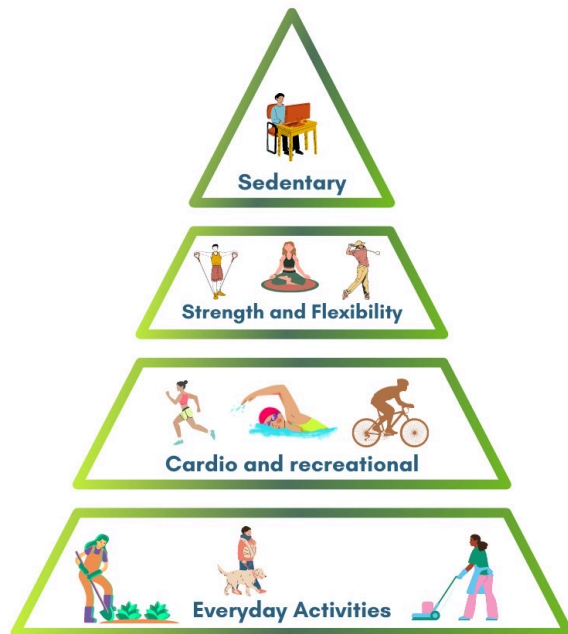 Sedentary
Strength and Flexibility
Cardio and recreational
Everyday Activities